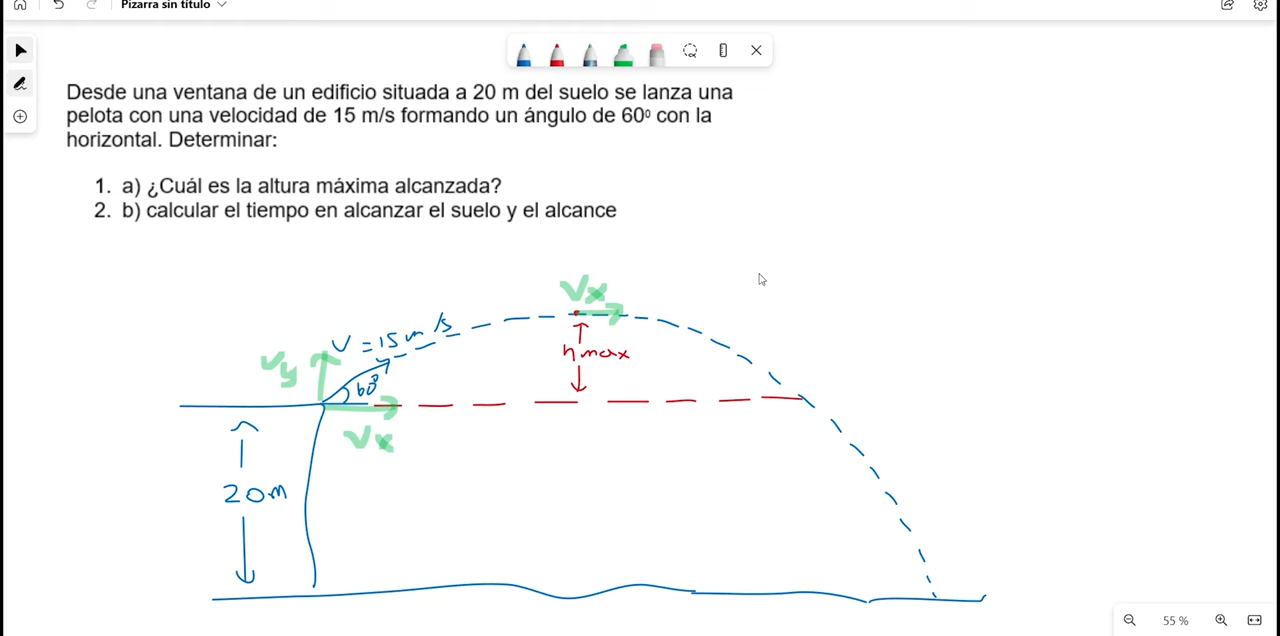 Pizarra sin título
Desde una ventana de un edificio situada a 20 m del suelo se lanza una
pelota con una velocidad de 15 m/s formando un ángulo de 60º con la
horizontal. Determinar:
1. a) ¿Cuál es la altura máxima alcanzada?
2. b) calcular el tiempo en alcanzar el suelo y el alcance
Vx
V = 15 m/s
hmax
Vy
60°
Vx
20m
55 %